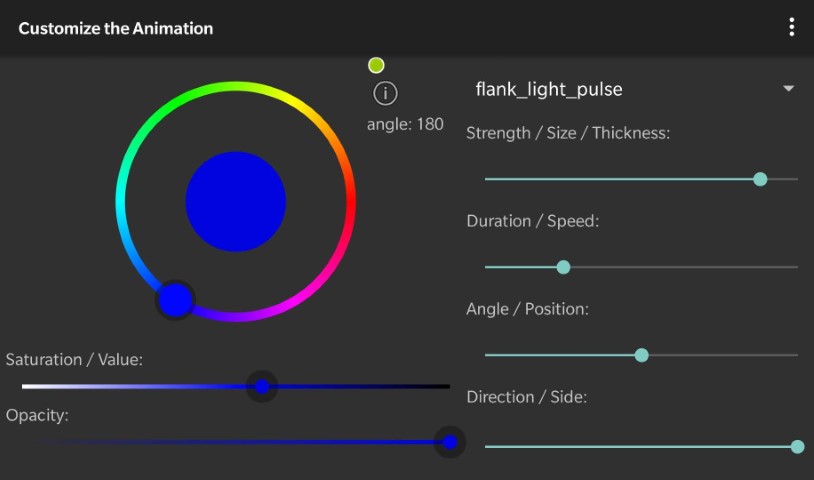 Customize the Animation
angle: 180
Saturation / Value:
Opacity:
flank_light_pulse
Strength / Size / Thickness:
Duration / Speed:
Angle / Position:
Direction / Side: